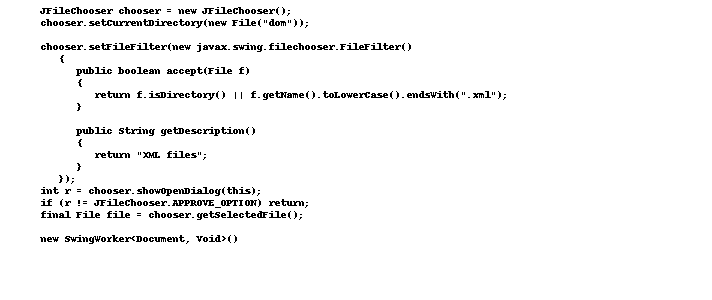 JFileChooser chooser = new JFileChooser();
chooser.setCurrentDirectory(new File("dom"));

chooser.setFileFilter(new javax.swing.filechooser.FileFilter()
   {
      public boolean accept(File f)
      {
         return f.isDirectory() || f.getName().toLowerCase().endsWith(".xml");
      }

      public String getDescription()
      {
         return "XML files";
      }
   });
int r = chooser.showOpenDialog(this);
if (r != JFileChooser.APPROVE_OPTION) return;
final File file = chooser.getSelectedFile();

new SwingWorker<Document, Void>()